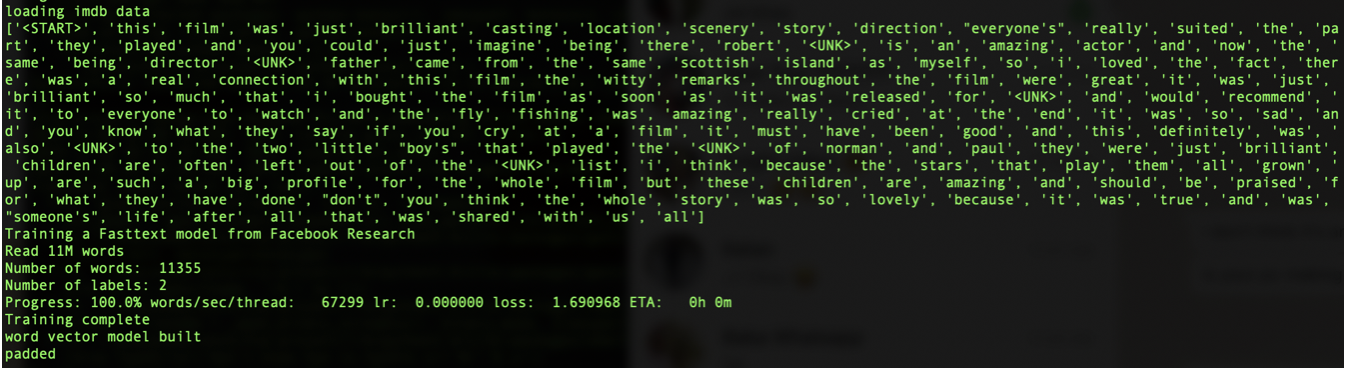 loading imdb data
['<START>', 'this', 'film', 'was', 'just', 'brilliant', 'casting', 'location', 'scenery', 'story', 'direction', "everyone's", 'really', 'suited', 'the', 'pa
rt', 'they', 'played', 'and', 'you', 'could', 'just', 'imagine', 'being', 'there', 'robert', '<UNK>', 'is', 'an', 'amazing', 'actor', 'and', 'now', 'the', '
same', 'being', 'director', '<UNK>', 'father', 'came', 'from', 'the', 'same', 'scottish', 'island', 'as', 'myself', 'so', 'i', 'loved', 'the', 'fact', 'ther
e', 'was', 'a', 'real', 'connection', 'with', 'this', 'film', 'the', 'witty', 'remarks', 'throughout', 'the', 'film', 'were', 'great', 'it', 'was', 'just',
'brilliant', 'so', 'much', 'that', 'i', 'bought', 'the', 'film', 'as', 'soon', 'as', 'it', 'was', 'released', 'for', '<UNK>', 'and', 'would', 'recommend', '
it', 'to', 'everyone', 'to', 'watch', 'and', 'the', 'fly', 'fishing', 'was', 'amazing', 'really', 'cried', 'at', 'the', 'end', 'it', 'was', 'so', 'sad', 'an
d', 'you', 'know', 'what', 'they', 'say', 'if', 'you', 'cry', 'at', 'a', 'film', 'it', 'must', 'have', 'been', 'good', 'and', 'this', 'definitely', 'was', '
also', '<UNK>', 'to', 'the', 'two', 'little', "boy's", 'that', 'played', 'the', '<UNK>', 'of', 'norman', 'and', 'paul', 'they', 'were', 'just', 'brilliant',
'children', 'are', 'often', 'left', 'out', 'of', 'the', '<UNK>', 'list', 'i', 'think', 'because', 'the', 'stars', 'that', 'play', 'them', 'all', 'grown', '
up', 'are', 'such', 'a', 'big', 'profile', 'for', 'the', 'whole', 'film', 'but', 'these', 'children', 'are', 'amazing', 'and', 'should', 'be', 'praised', 'f
or', 'what', 'they', 'have', 'done', "don't", 'you', 'think', 'the', 'whole', 'story', 'was', 'so', 'lovely', 'because', 'it', 'was', 'true', 'and', 'was',
"someone's", 'life', 'after', 'all', 'that', 'was', 'shared', 'with', 'us', 'all']
Training a Fasttext model from Facebook Research
Read 11M words
Number of words:  11355
Number of labels: 2
Progress: 100.0% words/sec/thread:   67299 lr:  0.000000 loss:  1.690968 ETA:   0h 0m
Training complete
word vector model built
padded